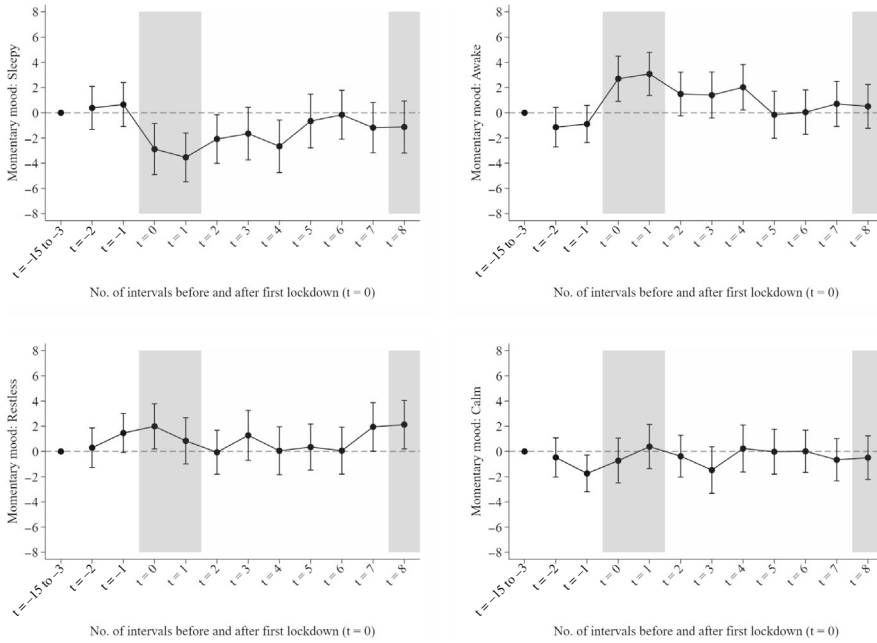 Momentary mood: Sleepy
8
6
4
2
0
−2
−4
−6
−8
t = −15 to −3
t = −2
t = −1
t = 0
t = 1
t = 2
t = 3
t = 4
t = 5
t = 6
t = 7
t = 8
No. of intervals before and after first lockdown (t = 0)
Momentary mood: Awake
8
6
4
2
0
−2
−4
−6
−8
t = −15 to −3
t = −2
t = −1
t = 0
t = 1
t = 2
t = 3
t = 4
t = 5
t = 6
t = 7
t = 8
No. of intervals before and after first lockdown (t = 0)
Momentary mood: Restless
8
6
4
2
0
−2
−4
−6
−8
t = −15 to −3
t = −2
t = −1
t = 0
t = 1
t = 2
t = 3
t = 4
t = 5
t = 6
t = 7
t = 8
No. of intervals before and after first lockdown (t = 0)
Momentary mood: Calm
8
6
4
2
0
−2
−4
−6
−8
t = −15 to −3
t = −2
t = −1
t = 0
t = 1
t = 2
t = 3
t = 4
t = 5
t = 6
t = 7
t = 8
No. of intervals before and after first lockdown (t = 0)